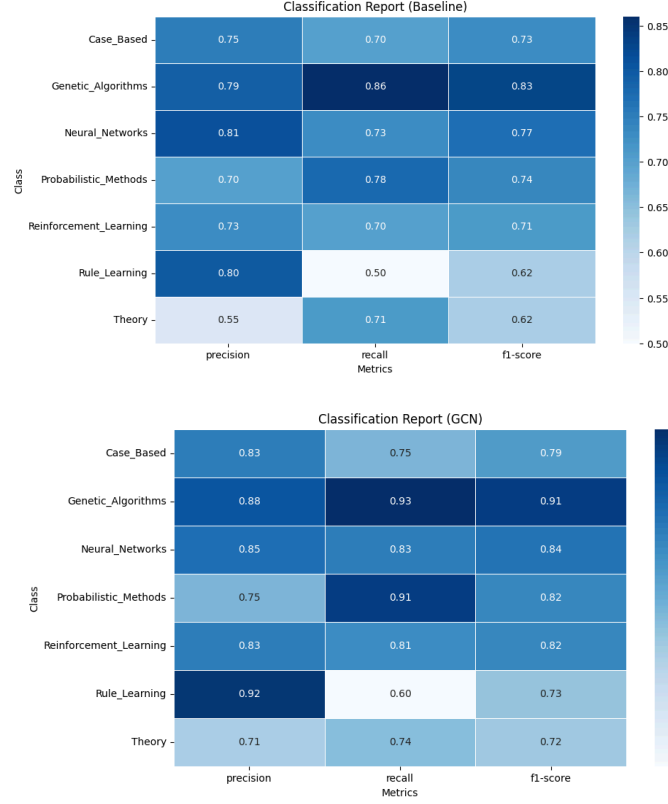 Classification Report (Baseline)
Case_Based 0.75 0.70 0.73
Genetic_Algorithms 0.79 0.86 0.83
Neural_Networks 0.81 0.73 0.77
Probabilistic_Methods 0.70 0.78 0.74
Reinforcement_Learning 0.73 0.70 0.71
Rule_Learning 0.80 0.50 0.62
Theory 0.55 0.71 0.62
Class
precision recall f1-score
Metrics
0.85
0.80
0.75
0.70
0.65
0.60
0.55
0.50
Classification Report (GCN)
Case_Based 0.83 0.75 0.79
Genetic_Algorithms 0.88 0.93 0.91
Neural_Networks 0.85 0.83 0.84
Probabilistic_Methods 0.75 0.91 0.82
Reinforcement_Learning 0.83 0.81 0.82
Rule_Learning 0.92 0.60 0.73
Theory 0.71 0.74 0.72
Class
precision recall f1-score
Metrics